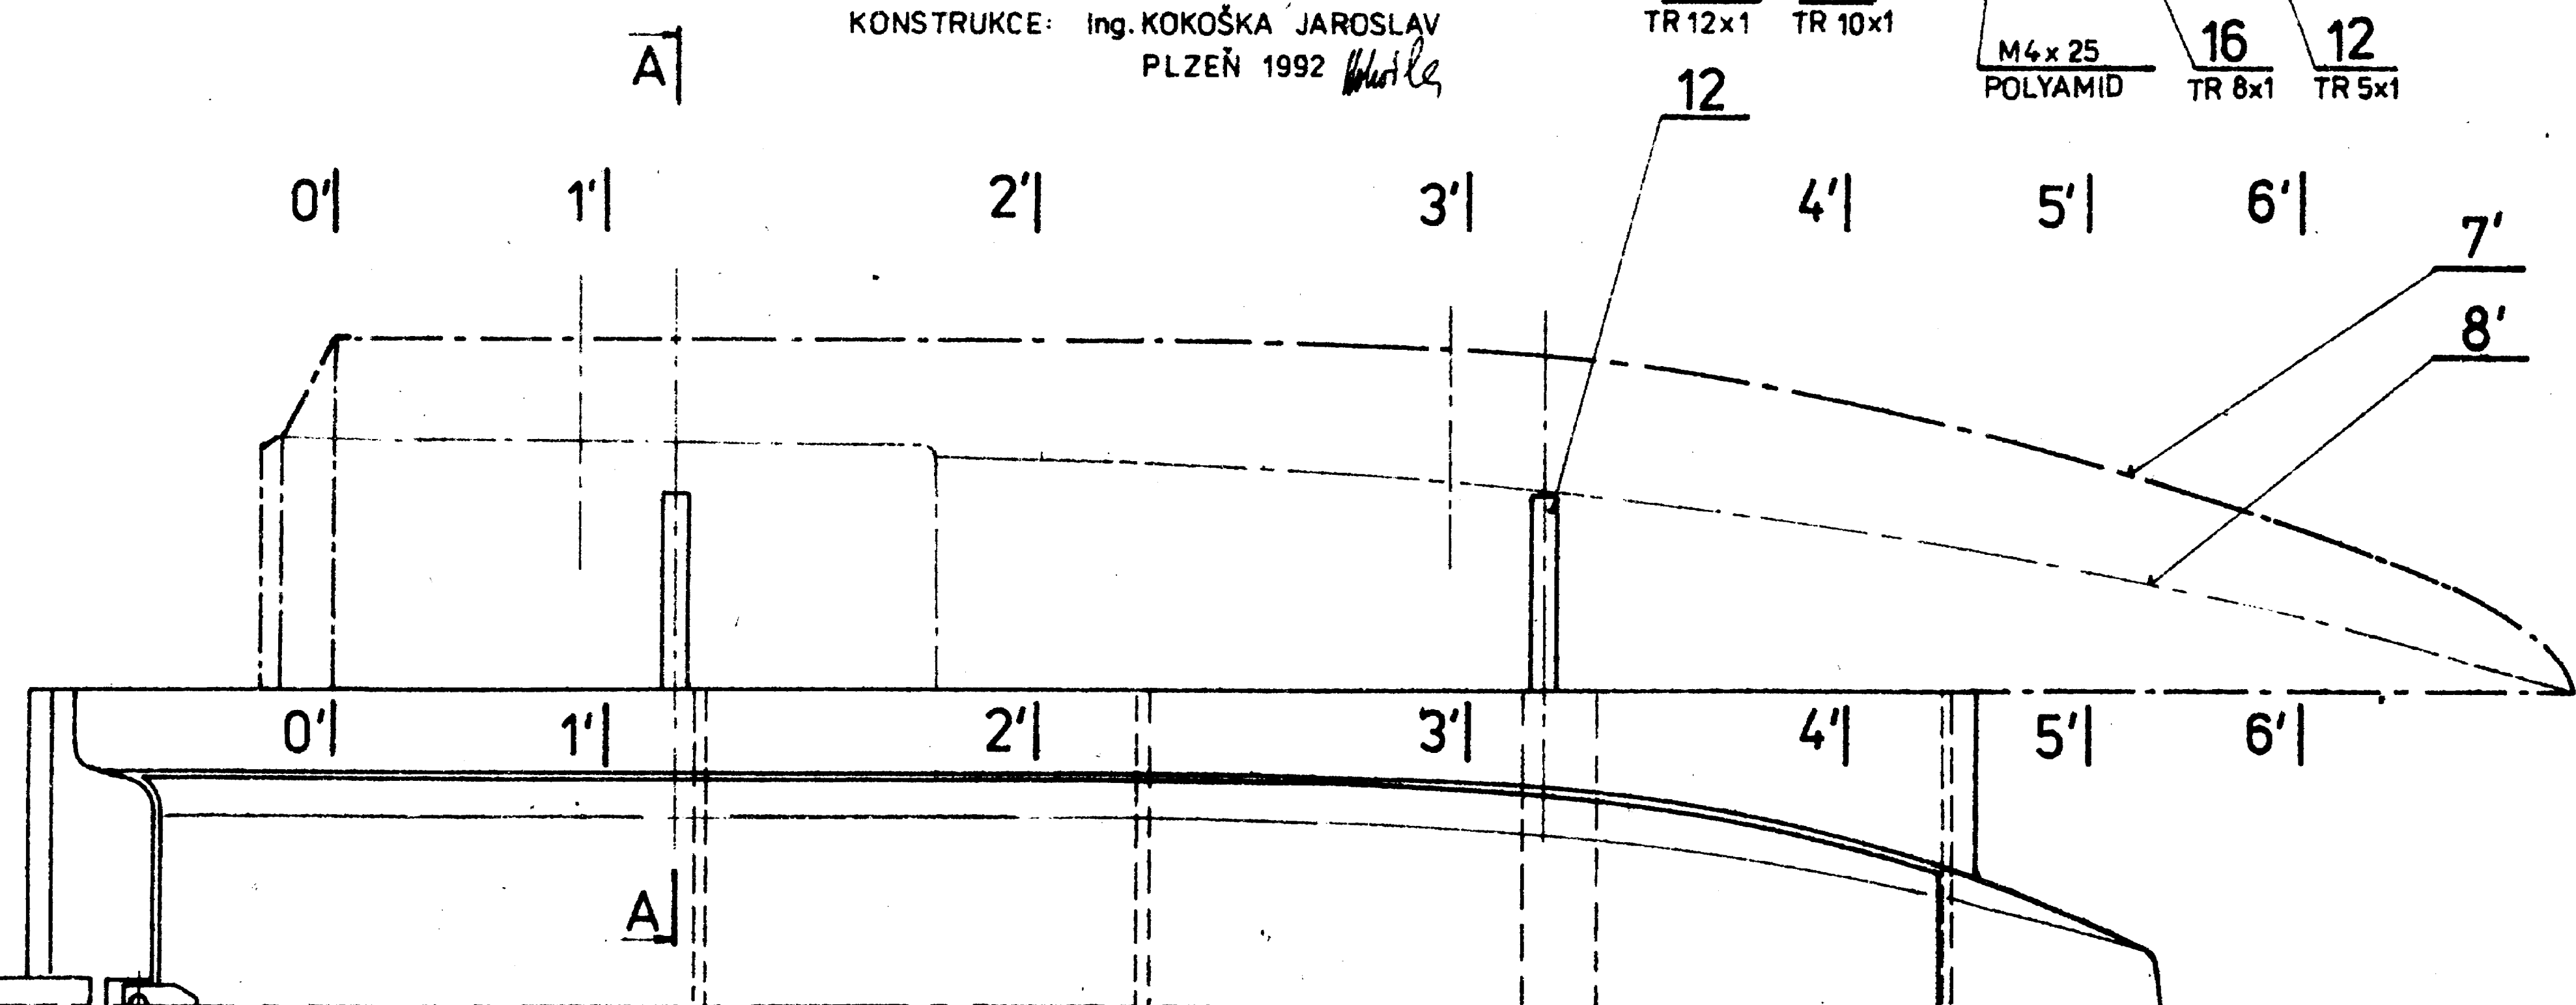 KONSTRUKCE: Ing. KOKOŠKA JAROSLAV
PLZEŇ 1992
TR 12x1 TR 10x1
M4x25
POLYAMID
16
TR 8x1
12
TR 5x1
A
12
0' 1' 2' 3' 4' 5' 6'
7'
8'
0' 1' 2' 3' 4' 5' 6'
A